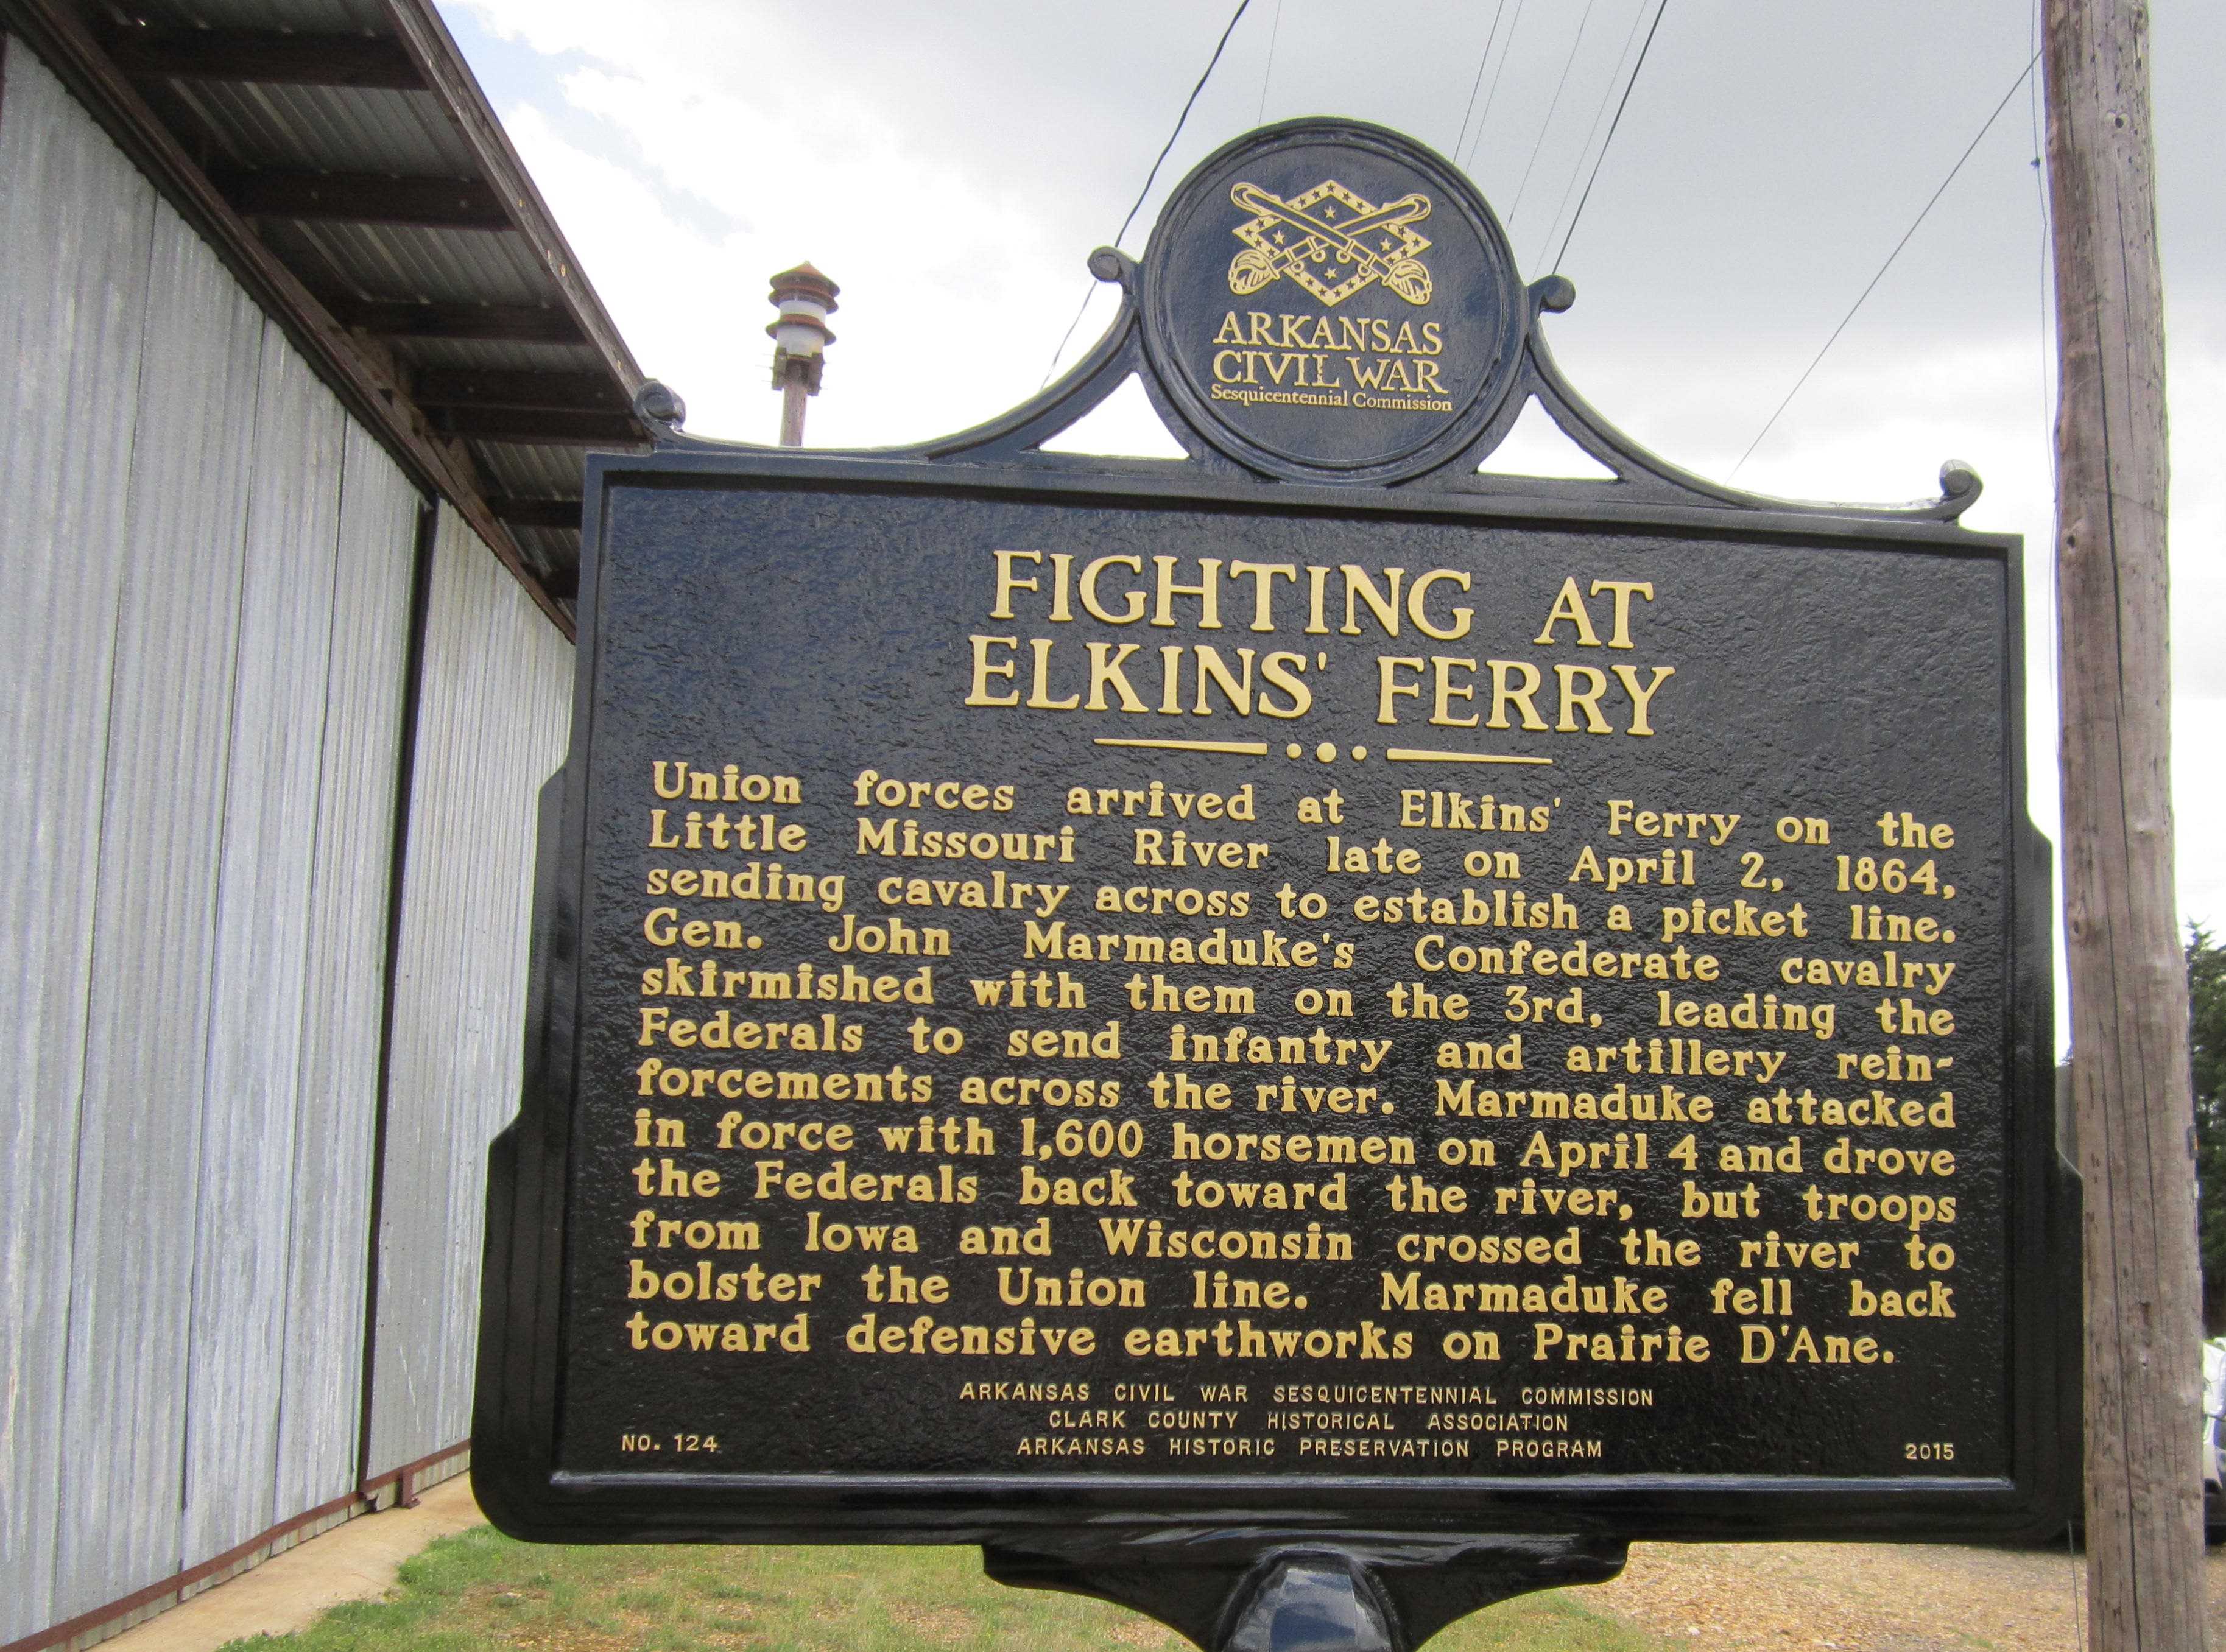 ARKANSAS
CIVIL WAR
Sesquicentennial Commission
FIGHTING AT
ELKINS' FERRY
Union forces arrived at Elkins' Ferry on the
Little Missouri River late on April 2, 1864,
sending cavalry across to establish a picket line.
Gen. John Marmaduke's Confederate cavalry
skirmished with them on the 3rd, leading the
Federals to send infantry and artillery rein-
forcements across the river. Marmaduke attacked
in force with 1,600 horsemen on April 4 and drove
the Federals back toward the river, but troops
from Iowa and Wisconsin crossed the river to
bolster the Union line. Marmaduke fell back
toward defensive earthworks on Prairie D'Ane.
ARKANSAS CIVIL WAR SESQUICENTENNIAL COMMISSION
CLARK COUNTY HISTORICAL ASSOCIATION
NO. 124 ARKANSAS HISTORIC PRESERVATION PROGRAM 2015